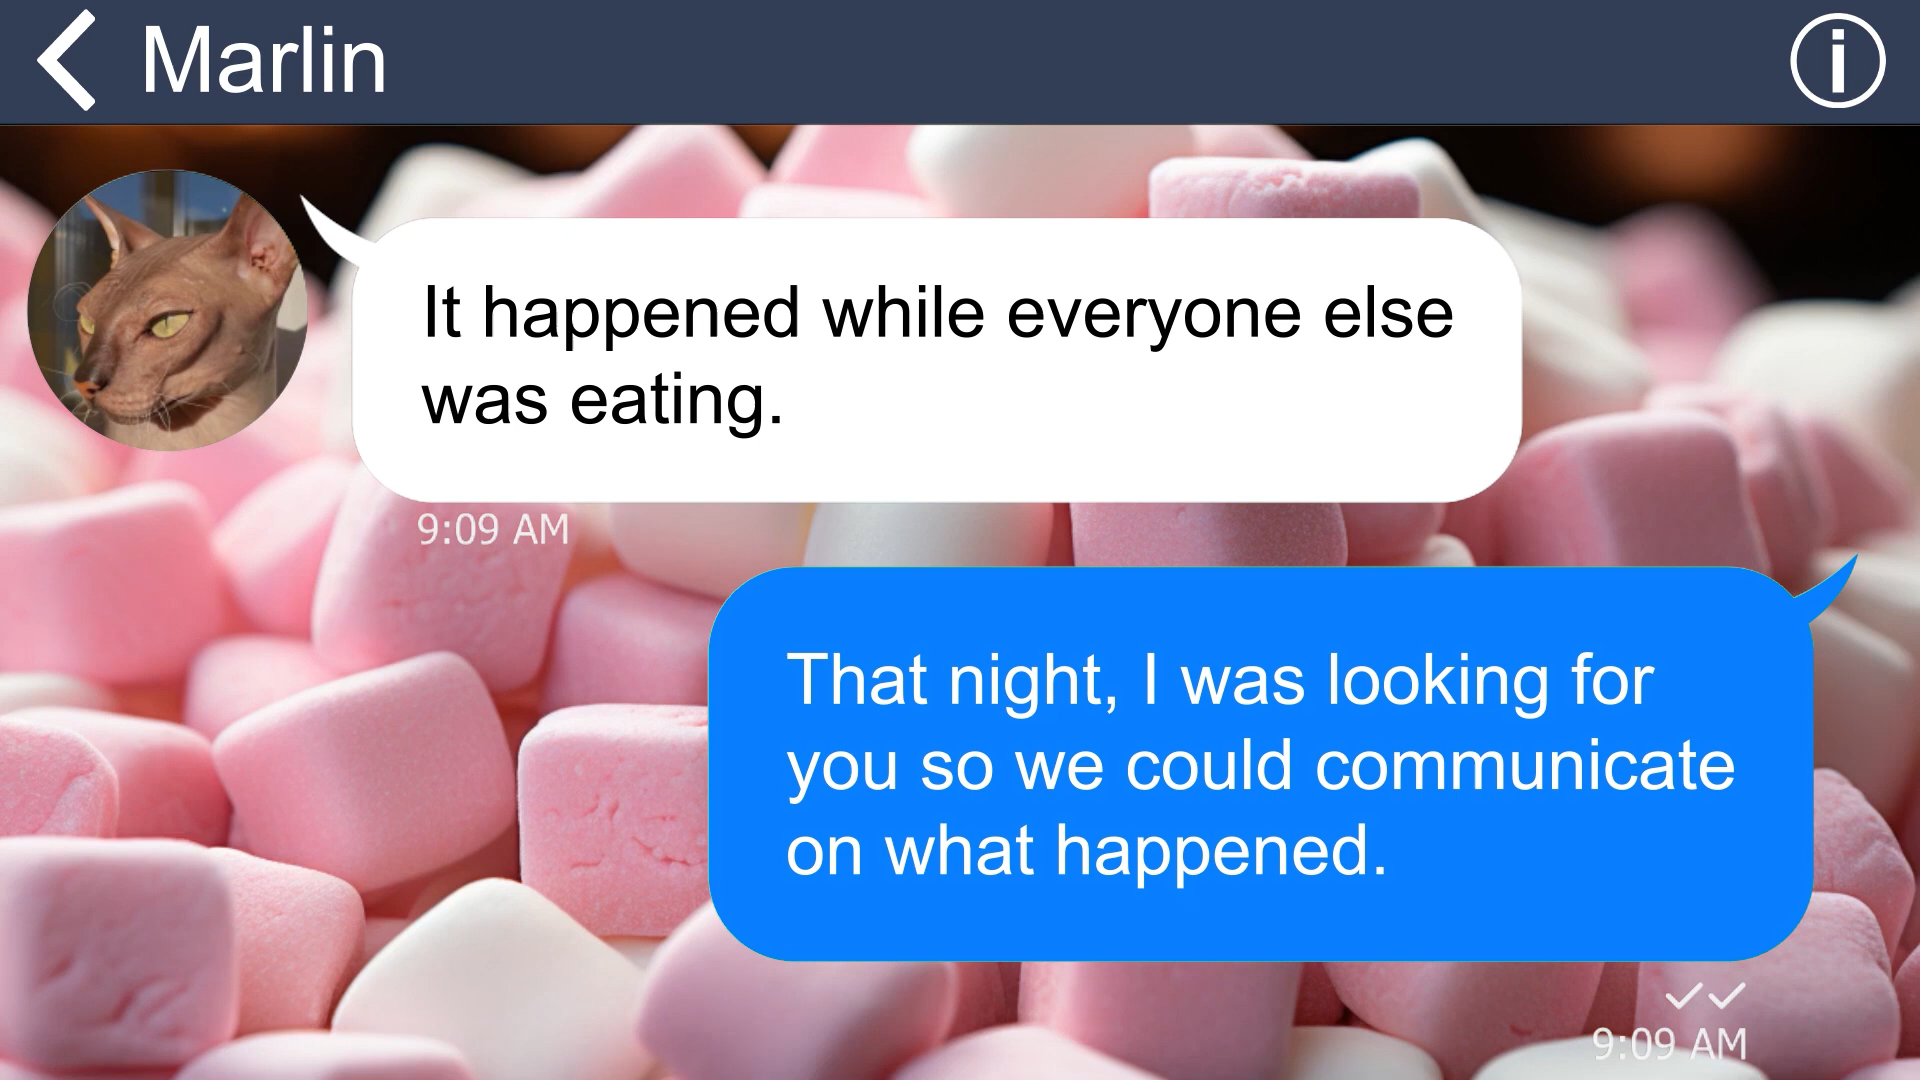 Marlin
It happened while everyone else
was eating.
9:09 AM
That night, I was looking for
you so we could communicate
on what happened.
9:09 AM